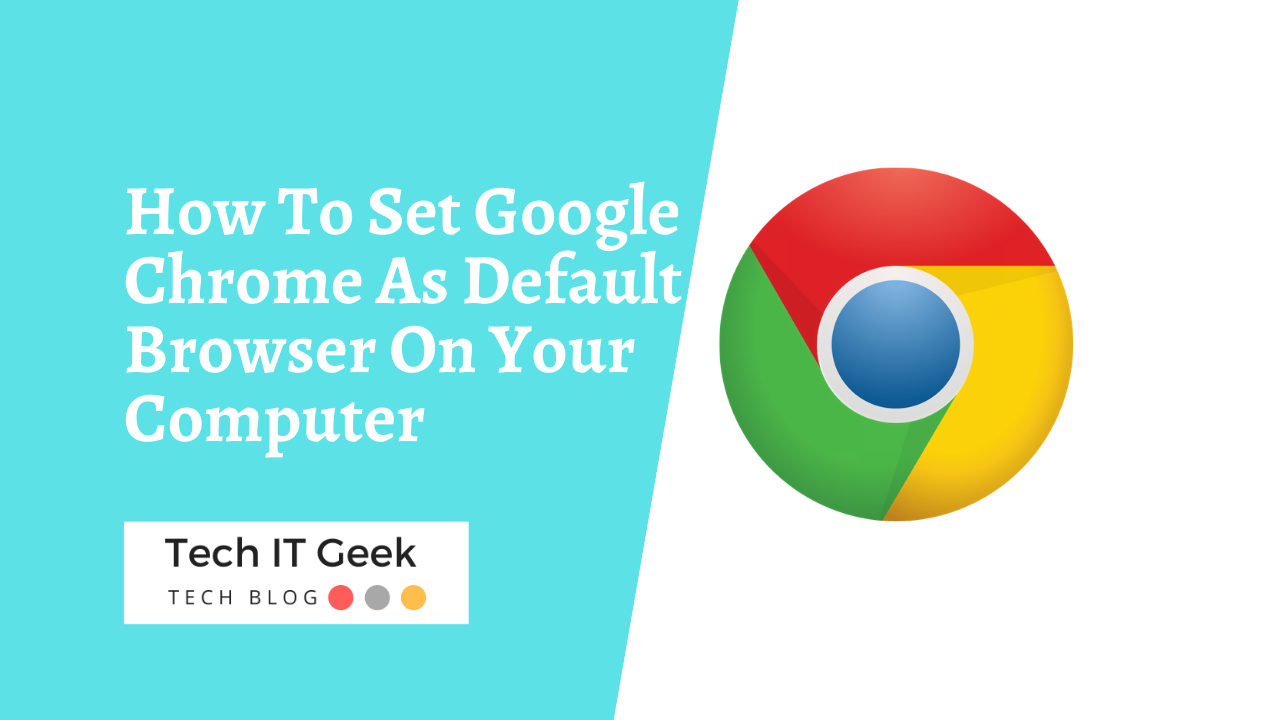 How To Set Google
Chrome As Default
Browser On Your
Computer
Tech IT Geek
TECH BLOG